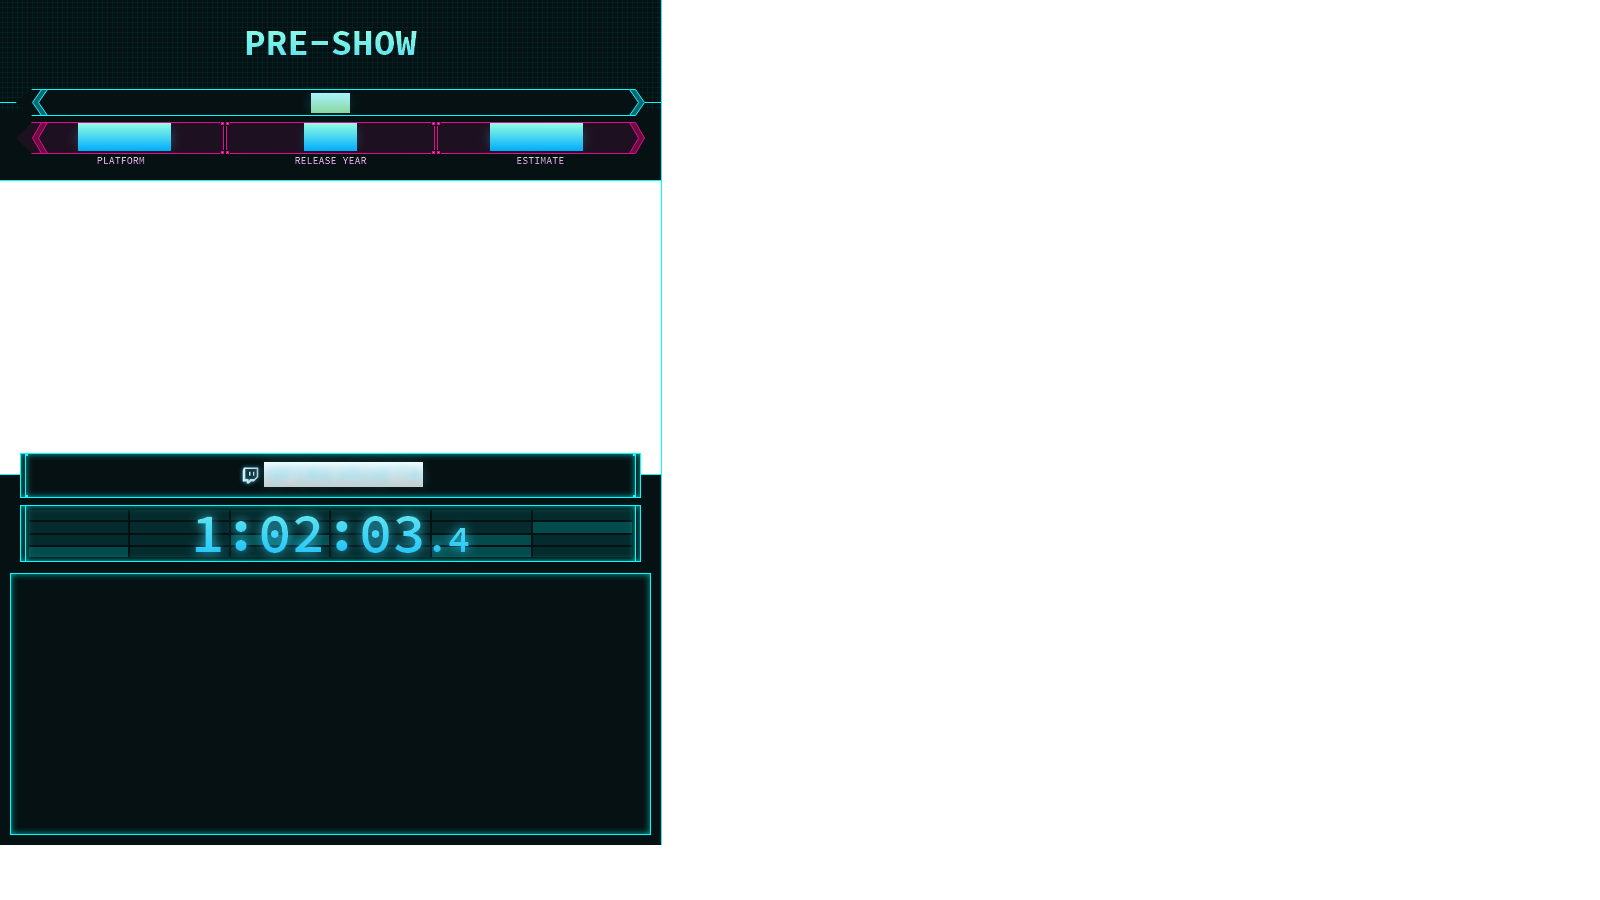 PRE-SHOW
PLATFORM
RELEASE YEAR
ESTIMATE
1:02:03.4